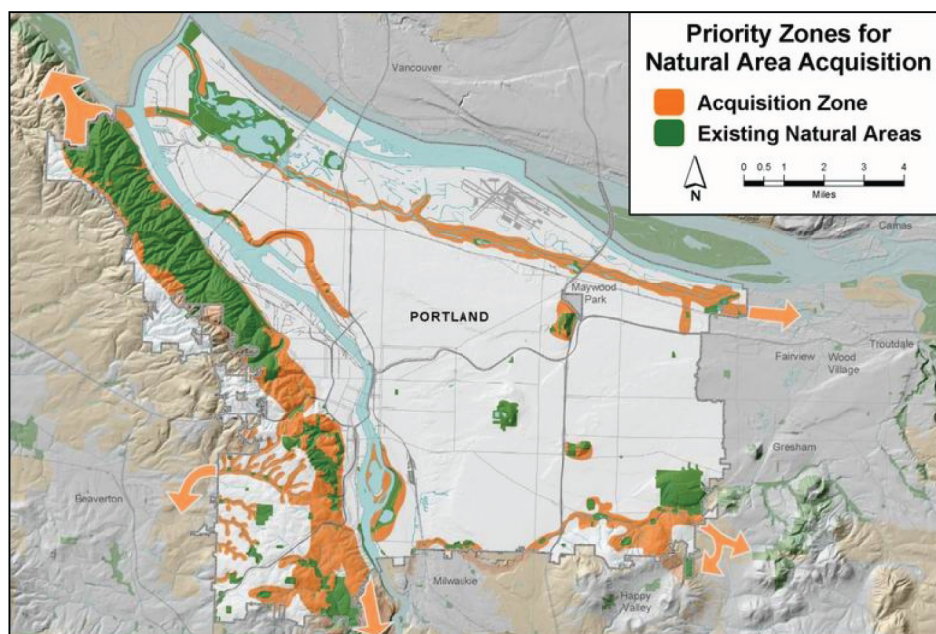 Priority Zones for
Natural Area Acquisition
Acquisition Zone
Existing Natural Areas
N
0 0.5 1 2 3 4
Miles
Vancouver
Camas
Maywood
Park
PORTLAND
Fairview
Wood
Village
Troutdale
Gresham
Beaverton
Milwaukie
Happy
Valley